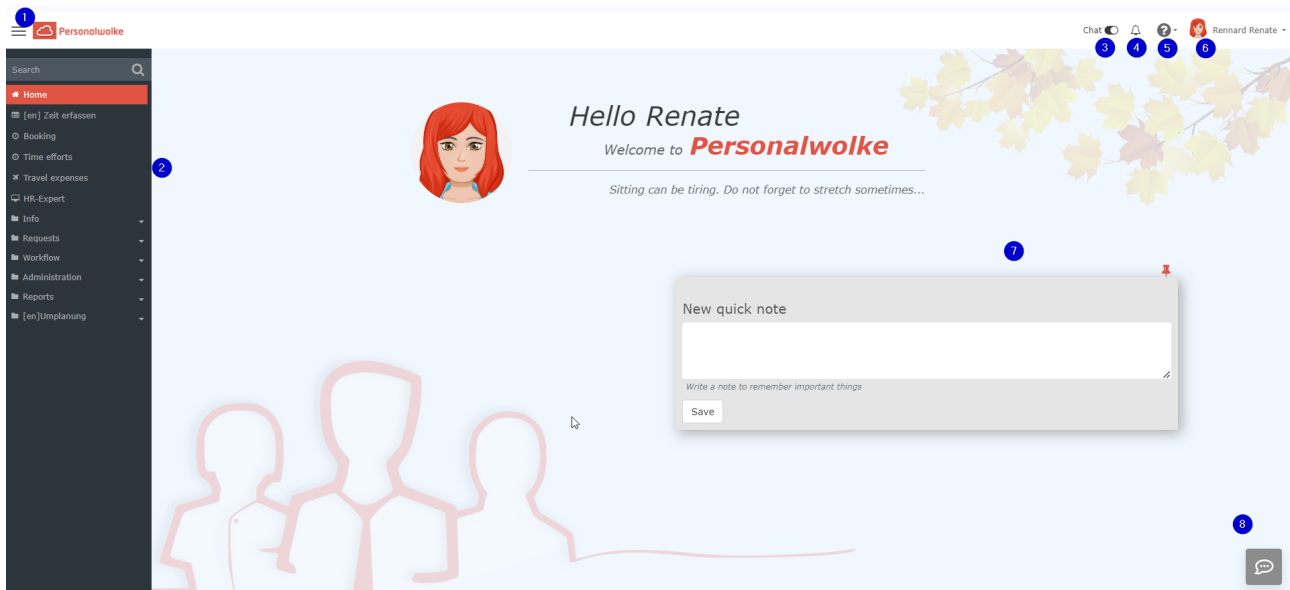 1
Personalwolke
Chat
Rennard Renate
3
4
5
6
Search
Home
[en] Zeit erfassen
Booking
Time efforts
2
Travel expenses
HR-Expert
Info
Requests
Workflow
Administration
Reports
[en]Umplanung
Hello Renate
Welcome to Personalwolke
Sitting can be tiring. Do not forget to stretch sometimes...
7
New quick note
Write a note to remember important things
Save
8